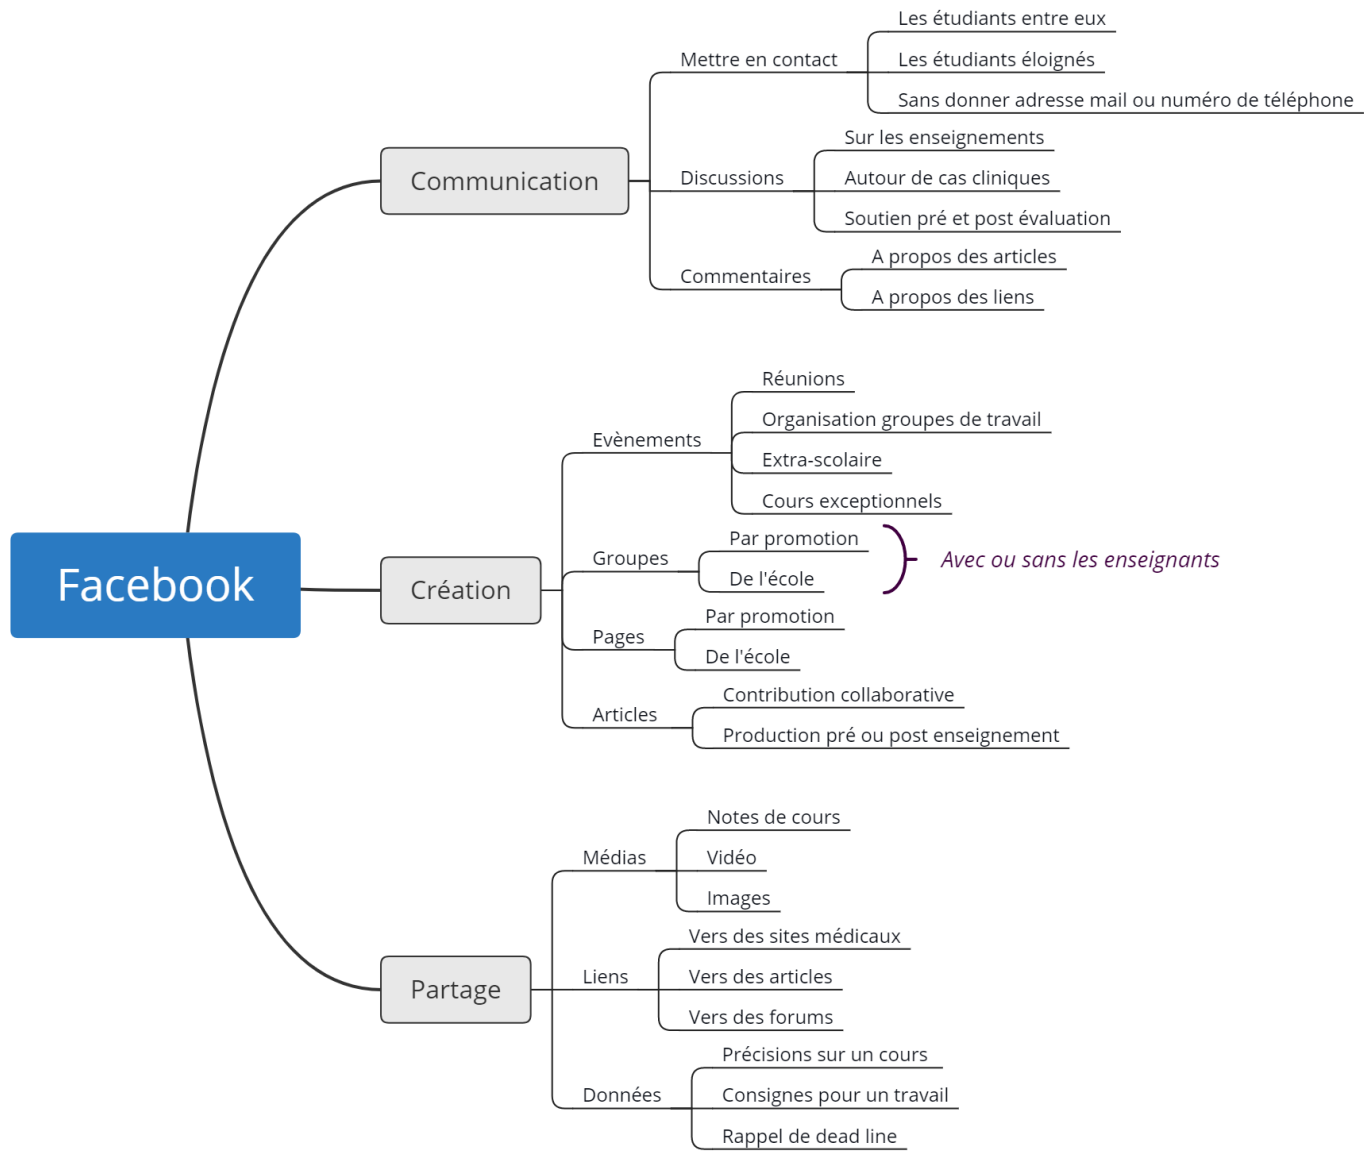 Facebook
Communication
Mettre en contact
Les étudiants entre eux
Les étudiants éloignés
Sans donner adresse mail ou numéro de téléphone
Discussions
Sur les enseignements
Autour de cas cliniques
Soutien pré et post évaluation
Commentaires
A propos des articles
A propos des liens
Création
Evènements
Réunions
Organisation groupes de travail
Extra-scolaire
Cours exceptionnels
Groupes
Par promotion
De l'école
Avec ou sans les enseignants
Pages
Par promotion
De l'école
Articles
Contribution collaborative
Production pré ou post enseignement
Partage
Médias
Notes de cours
Vidéo
Images
Liens
Vers des sites médicaux
Vers des articles
Vers des forums
Données
Précisions sur un cours
Consignes pour un travail
Rappel de dead line